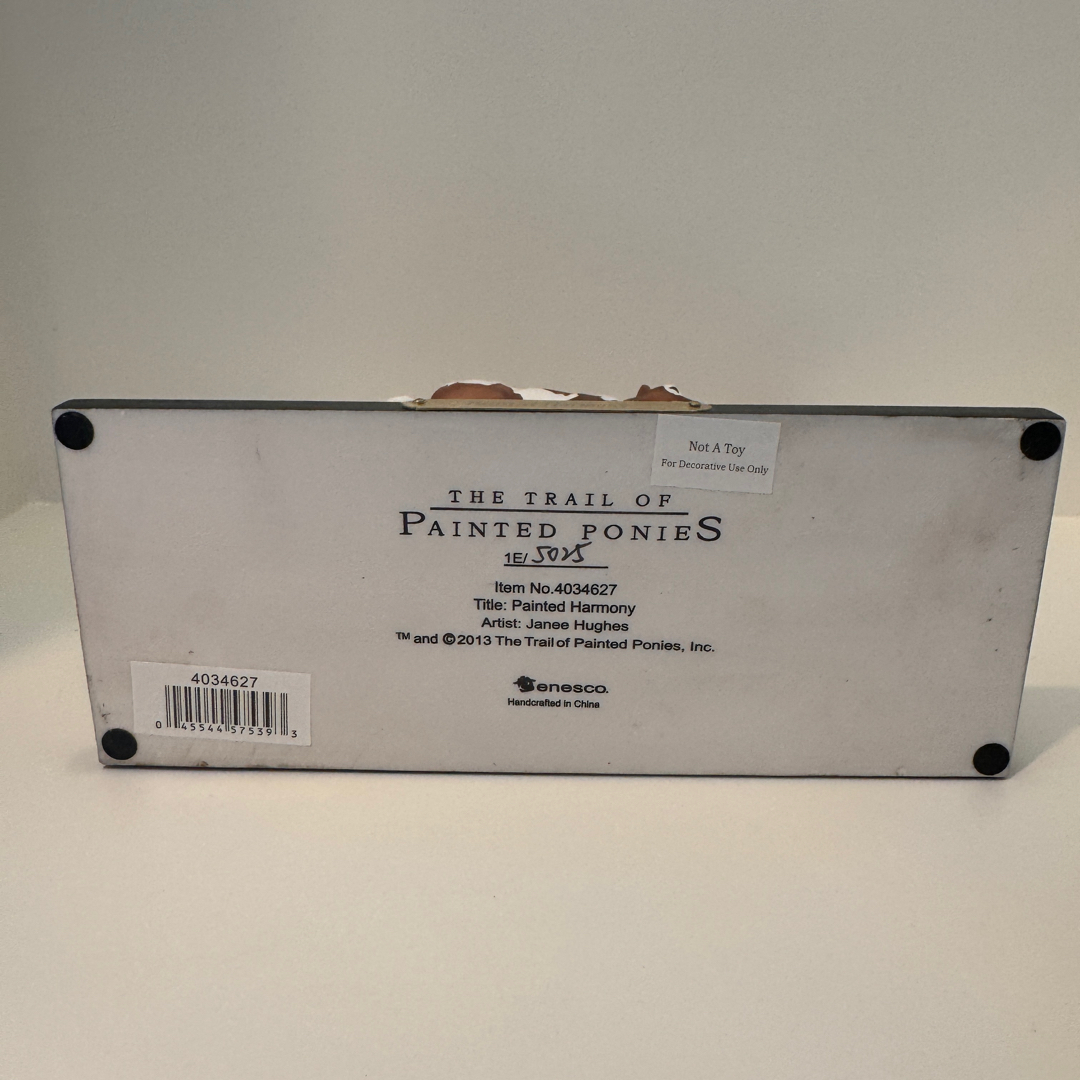 Not A Toy
For Decorative Use Only
THE TRAIL OF
PAINTED PONIES
1E/5025
Item No.4034627
Title: Painted Harmony
Artist: Janee Hughes
TM and ©2013 The Trail of Painted Ponies, Inc.
enesco.
Handcrafted in China
4034627
0 45544 57539 3